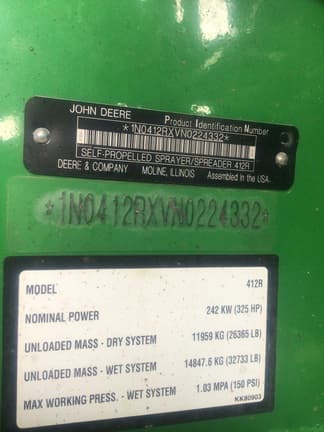 JOHN DEERE Product Identification Number
*1N0412RXVN0224332*
SELF-PROPELLED SPRAYER/SPREADER 412R
DEERE & COMPANY MOLINE, ILLINOIS Assembled in the USA
*1N0412RXVN0224332*
MODEL 412R
NOMINAL POWER 242 KW (325 HP)
UNLOADED MASS - DRY SYSTEM 11959 KG (26365 LB)
UNLOADED MASS - WET SYSTEM 14847.6 KG (32733 LB)
MAX WORKING PRESS. - WET SYSTEM 1.03 MPA (150 PSI)
KK80903